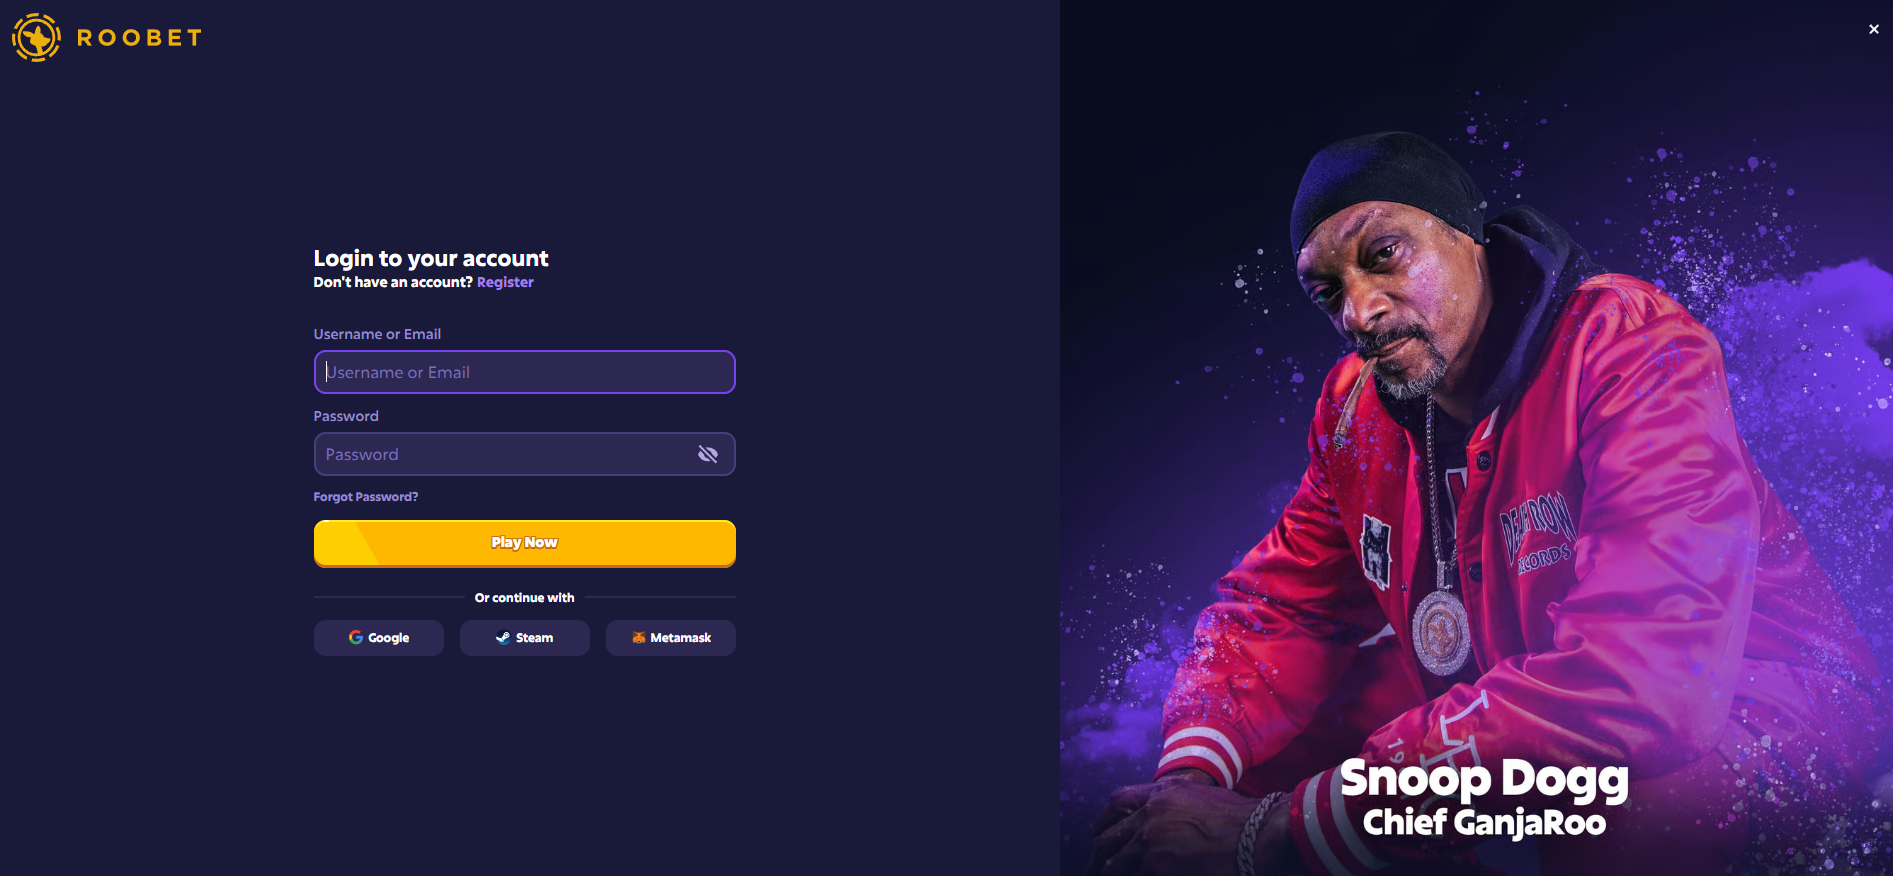 ROOBET
Login to your account
Don't have an account? Register
Username or Email
Username or Email
Password
Password
Forgot Password?
Play Now
Or continue with
Google
Steam
Metamask
DEATH ROW
RECORDS
19
Snoop Dogg
Chief GanjaRoo